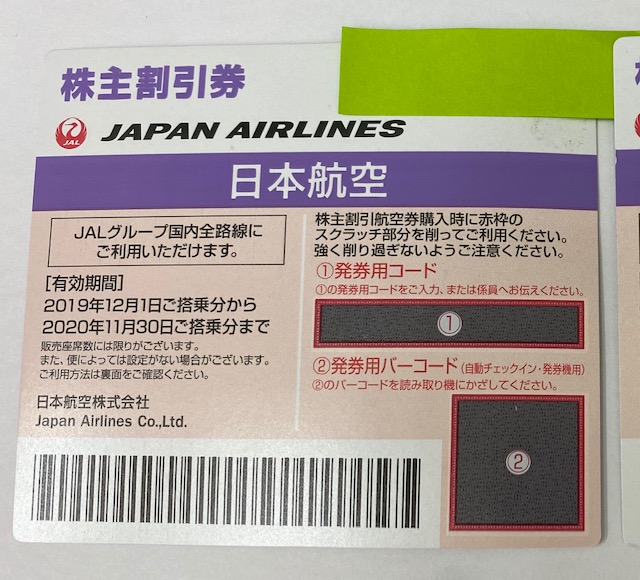 株主割引券
JAL
JAPAN AIRLINES
日本航空
JALグループ国内全路線に
ご利用いただけます。
[有効期間]
2019年12月1日ご搭乗分から
2020年11月30日ご搭乗分まで
販売座席数には限りがございます。
また、便によっては設定がない場合がございます。
ご利用方法は裏面をご確認ください。
日本航空株式会社
Japan Airlines Co.,Ltd.
株主割引航空券購入時に赤枠の
スクラッチ部分を削ってご利用ください。
強く削り過ぎないようご注意ください。
①発券用コード
①の発券用コードをご入力、または係員へお伝えください。
①
②発券用バーコード(自動チェックイン・発券機用)
②のバーコードを読み取り機にかざしてください。
②